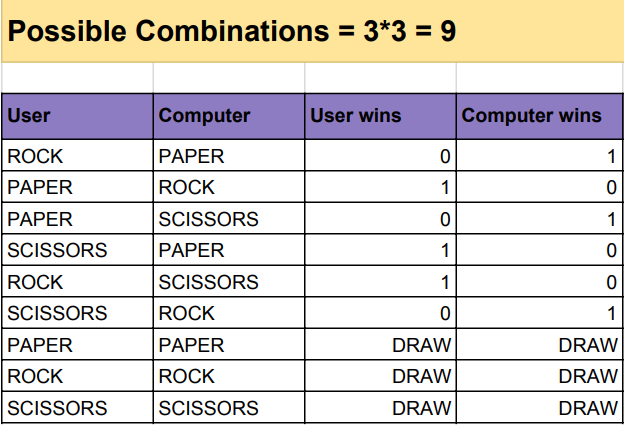 Possible Combinations = 3*3 = 9
User Computer User wins Computer wins
ROCK PAPER 0 1
PAPER ROCK 1 0
PAPER SCISSORS 0 1
SCISSORS PAPER 1 0
ROCK SCISSORS 1 0
SCISSORS ROCK 0 1
PAPER PAPER DRAW DRAW
ROCK ROCK DRAW DRAW
SCISSORS SCISSORS DRAW DRAW